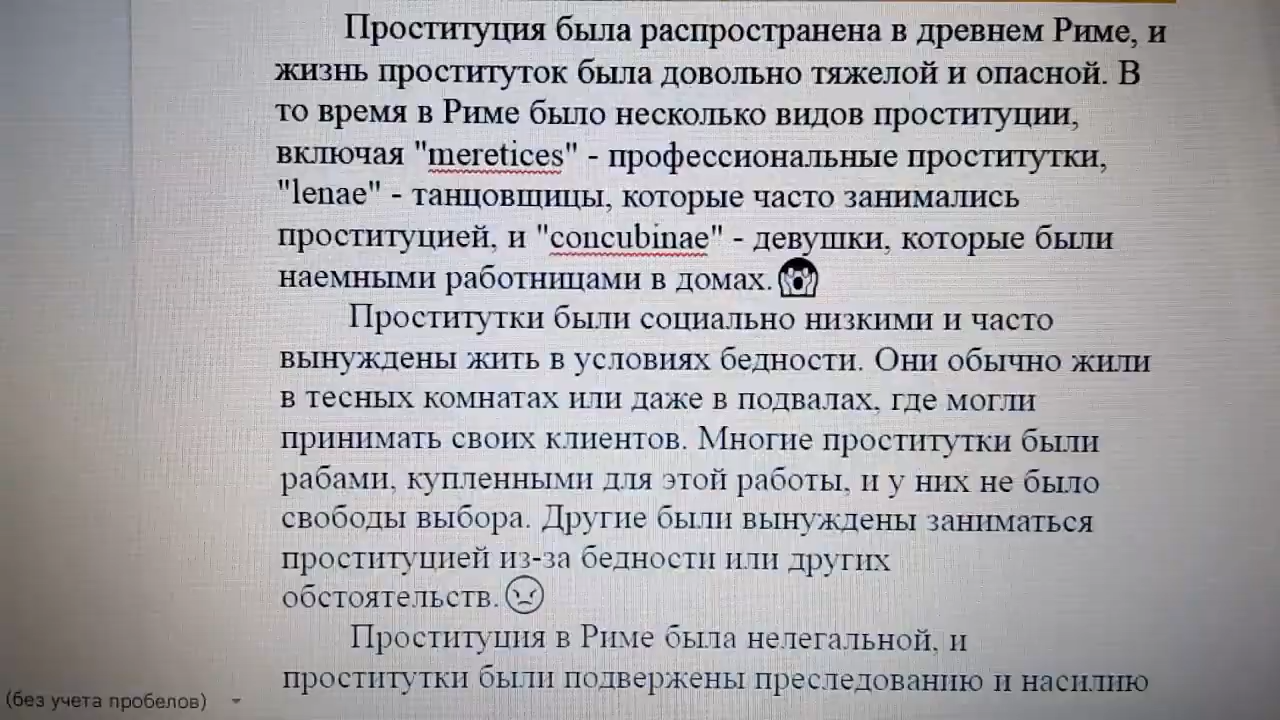 Проституция была распространена в древнем Риме, и
жизнь проституток была довольно тяжелой и опасной. В
то время в Риме было несколько видов проституции,
включая "meretices" - профессиональные проститутки,
"lenae" - танцовщицы, которые часто занимались
проституцией, и "concubinae" - девушки, которые были
наемными работницами в домах.😱
Проститутки были социально низкими и часто
вынуждены жить в условиях бедности. Они обычно жили
в тесных комнатах или даже в подвалах, где могли
принимать своих клиентов. Многие проститутки были
рабами, купленными для этой работы, и у них не было
свободы выбора. Другие были вынуждены заниматься
проституцией из-за бедности или других
обстоятельств.😠
Проституция в Риме была нелегальной, и
проститутки были подвержены преследованию и насилию
(без учета пробелов)